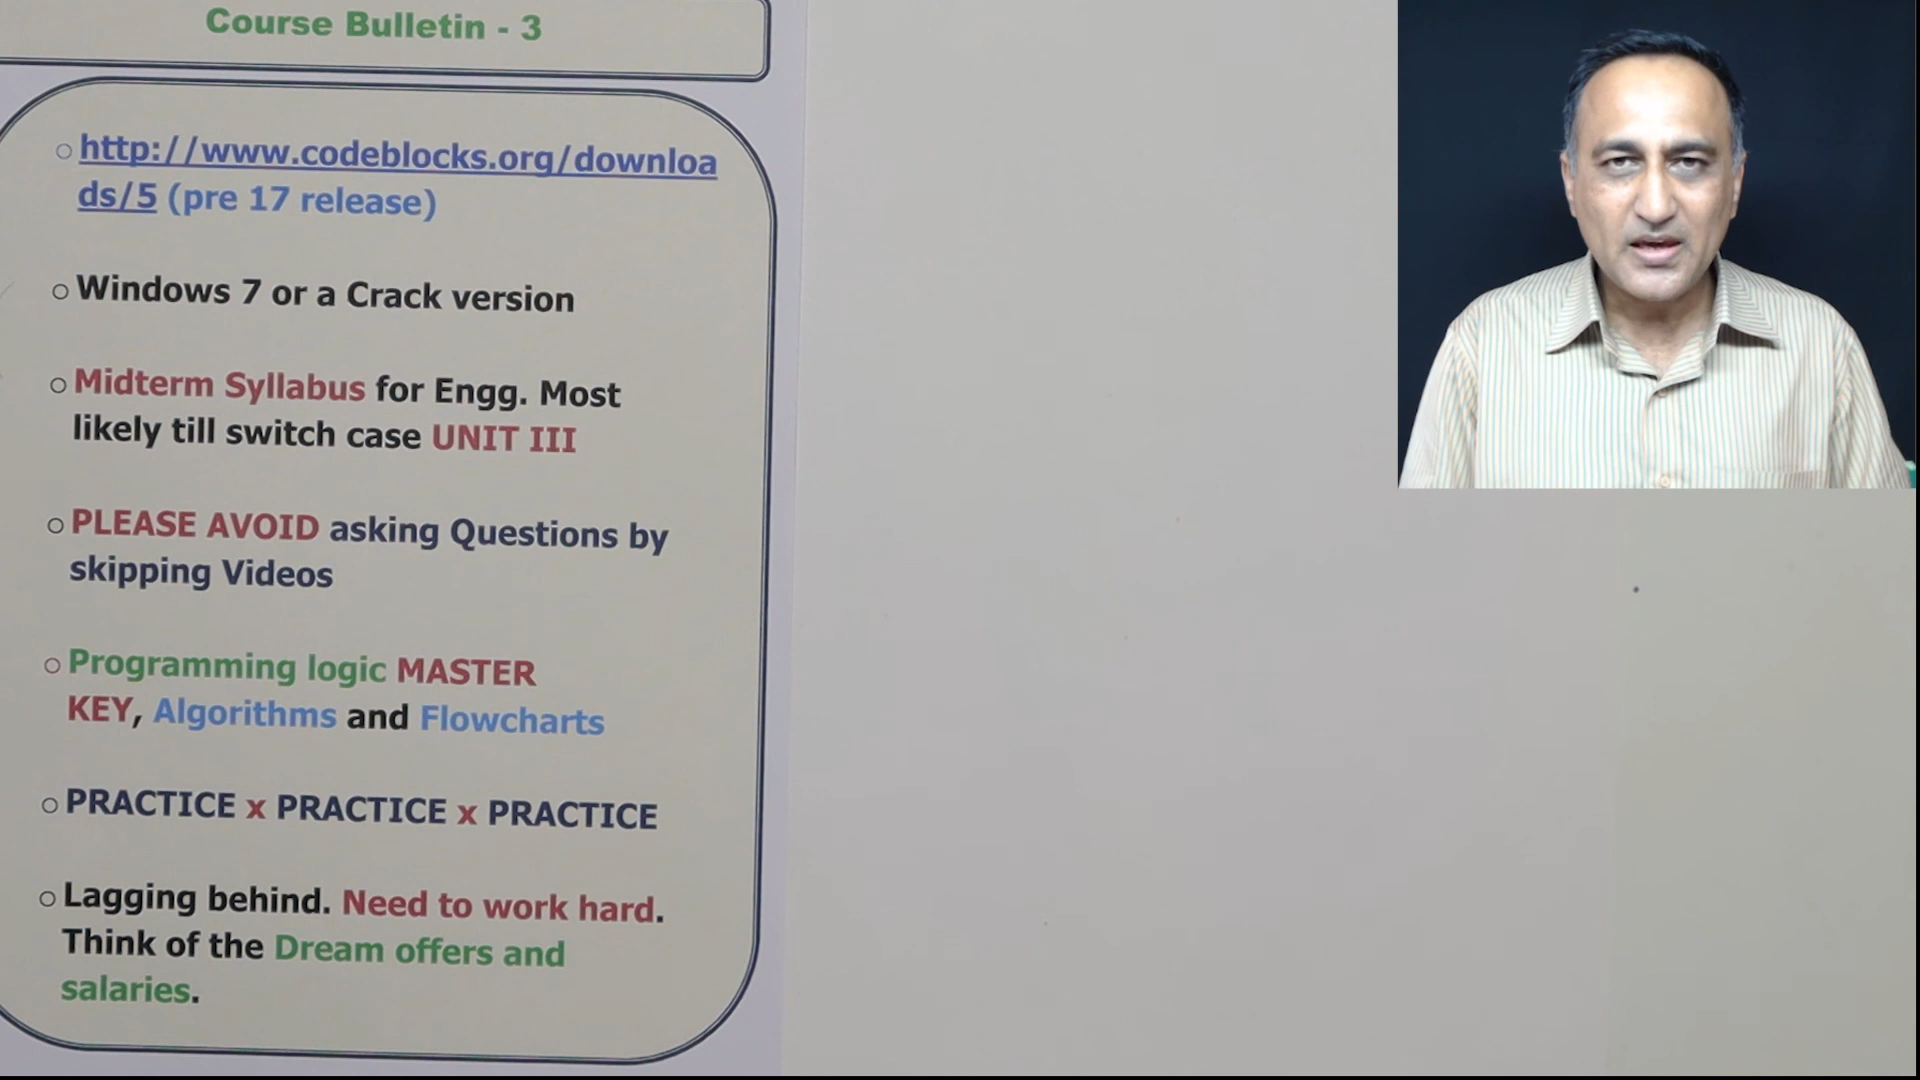 Course Bulletin - 3
http://www.codeblocks.org/downloa
ds/5 (pre 17 release)
Windows 7 or a Crack version
Midterm Syllabus for Engg. Most
likely till switch case UNIT III
PLEASE AVOID asking Questions by
skipping Videos
Programming logic MASTER
KEY, Algorithms and Flowcharts
PRACTICE x PRACTICE x PRACTICE
Lagging behind. Need to work hard.
Think of the Dream offers and
salaries.